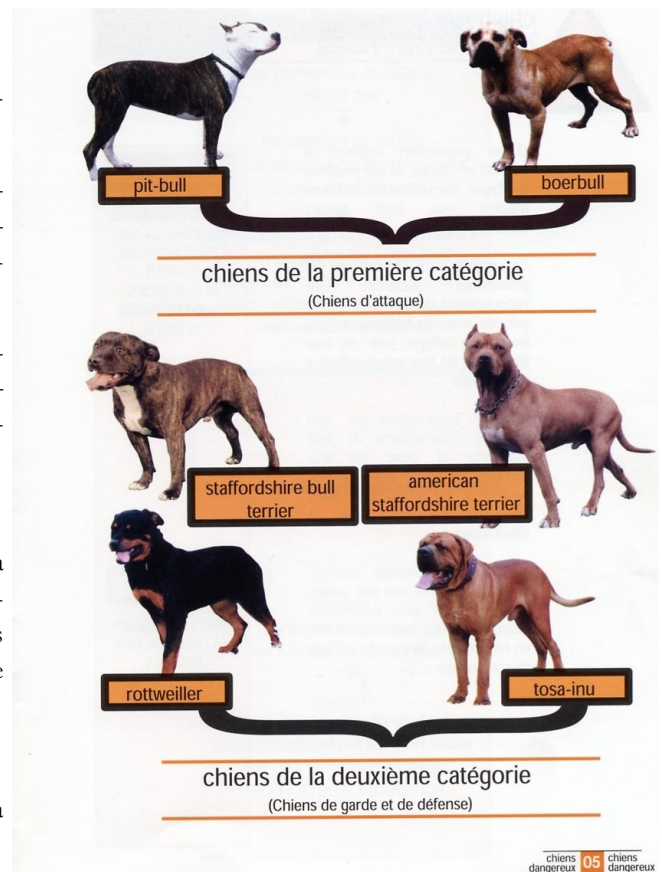 pit-bull
boerbull
chiens de la première catégorie
(Chiens d'attaque)
staffordshire bull
terrier
american
staffordshire terrier
rottweiller
tosa-inu
chiens de la deuxième catégorie
(Chiens de garde et de défense)
chiens
dangereux
05
chiens
dangereux